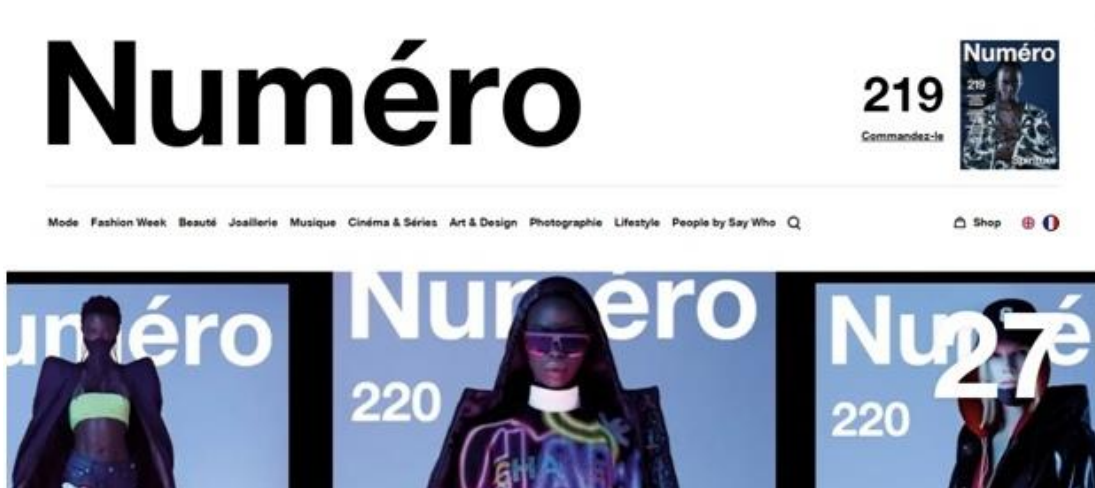 Numéro
219
Commandez-le
Numéro
219
Mode Fashion Week Beauté Joaillerie Musique Cinéma & Séries Art & Design Photographie Lifestyle People by Say Who
Shop
uméro
Numéro
220
Numé
27
220